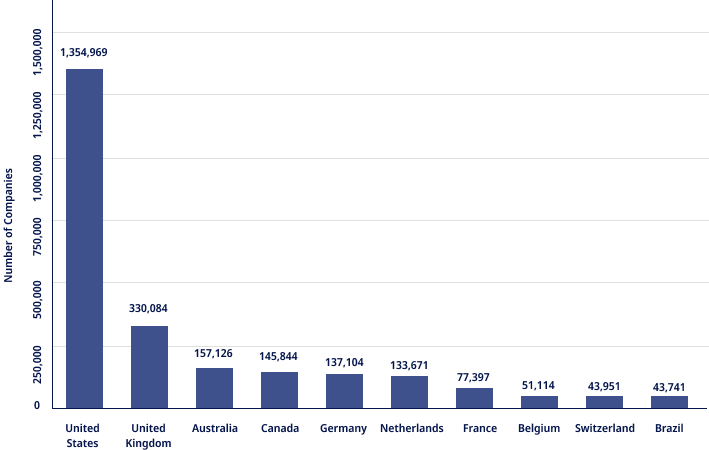 Number of Companies
1,500,000
1,250,000
1,000,000
750,000
500,000
250,000
0
1,354,969
330,084
157,126
145,844
137,104
133,671
77,397
51,114
43,951
43,741
United
States
United
Kingdom
Australia
Canada
Germany
Netherlands
France
Belgium
Switzerland
Brazil